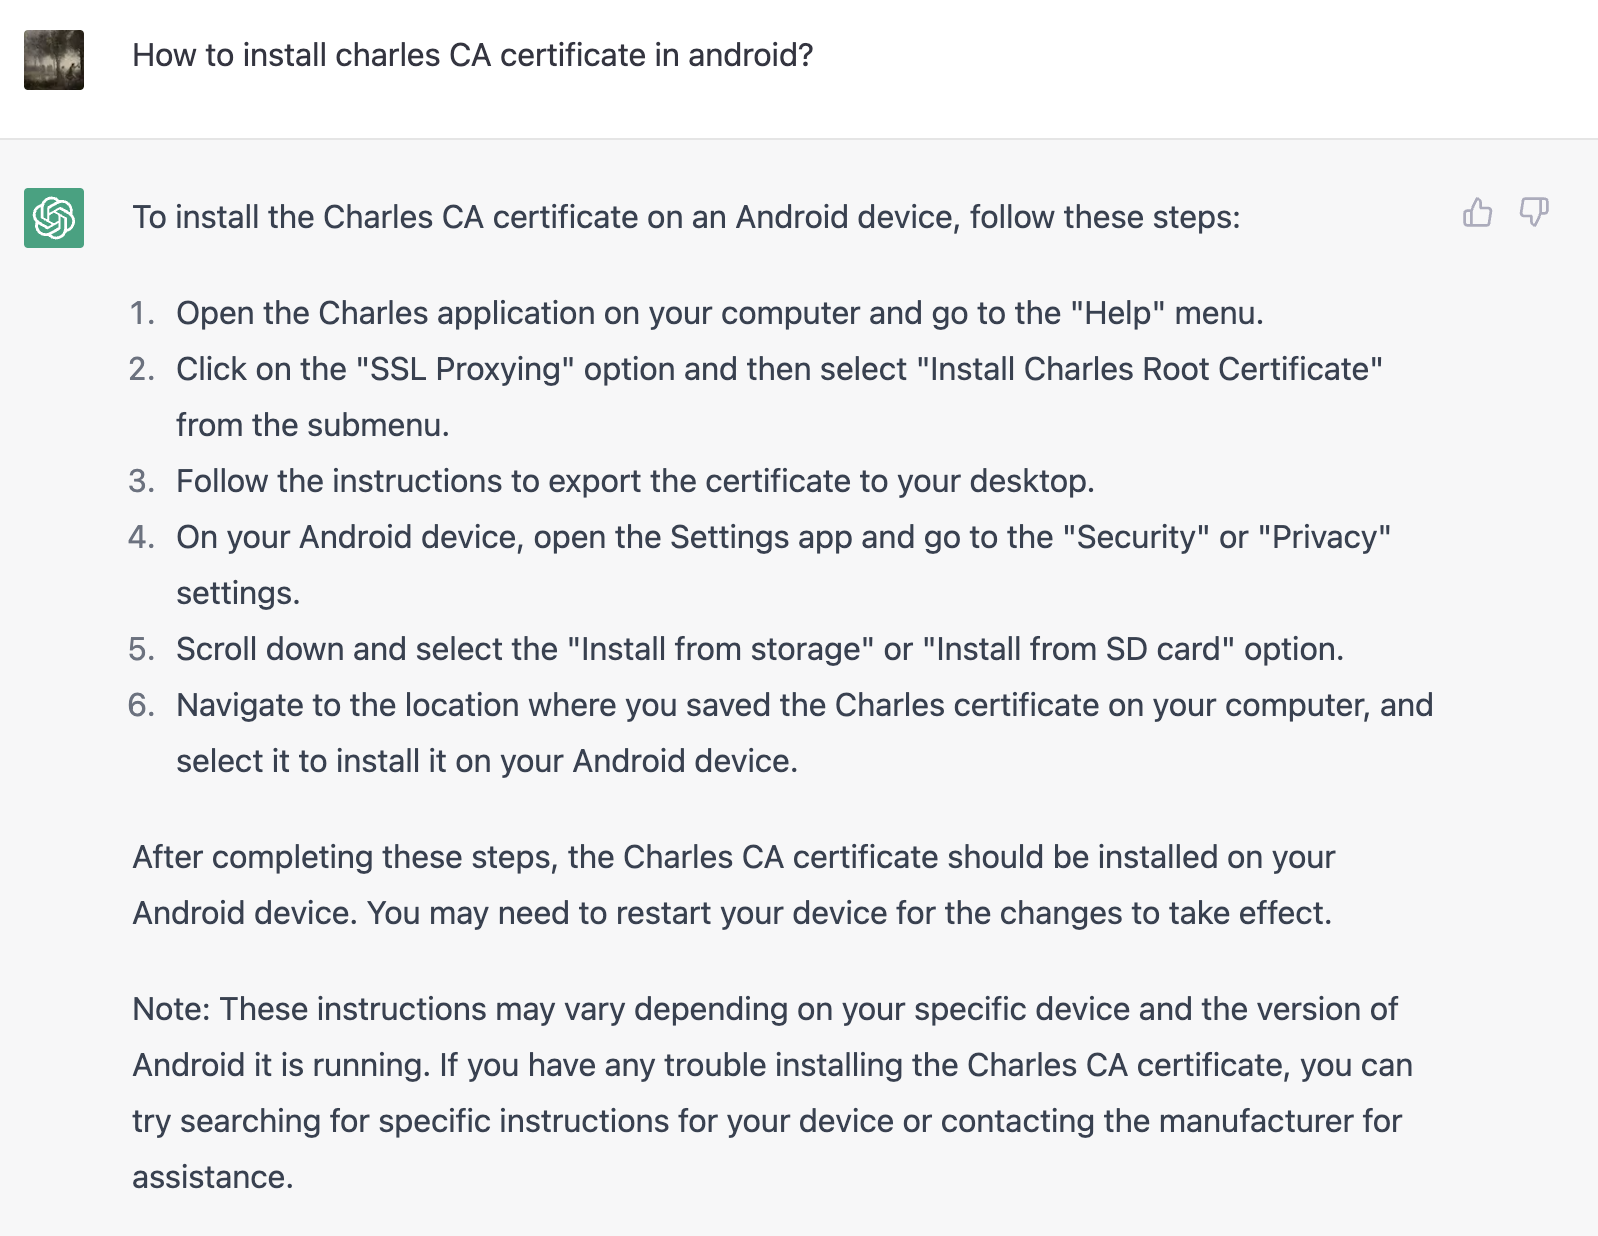 How to install charles CA certificate in android?
To install the Charles CA certificate on an Android device, follow these steps:
1. Open the Charles application on your computer and go to the "Help" menu.
2. Click on the "SSL Proxying" option and then select "Install Charles Root Certificate"
from the submenu.
3. Follow the instructions to export the certificate to your desktop.
4. On your Android device, open the Settings app and go to the "Security" or "Privacy"
settings.
5. Scroll down and select the "Install from storage" or "Install from SD card" option.
6. Navigate to the location where you saved the Charles certificate on your computer, and
select it to install it on your Android device.
After completing these steps, the Charles CA certificate should be installed on your
Android device. You may need to restart your device for the changes to take effect.
Note: These instructions may vary depending on your specific device and the version of
Android it is running. If you have any trouble installing the Charles CA certificate, you can
try searching for specific instructions for your device or contacting the manufacturer for
assistance.